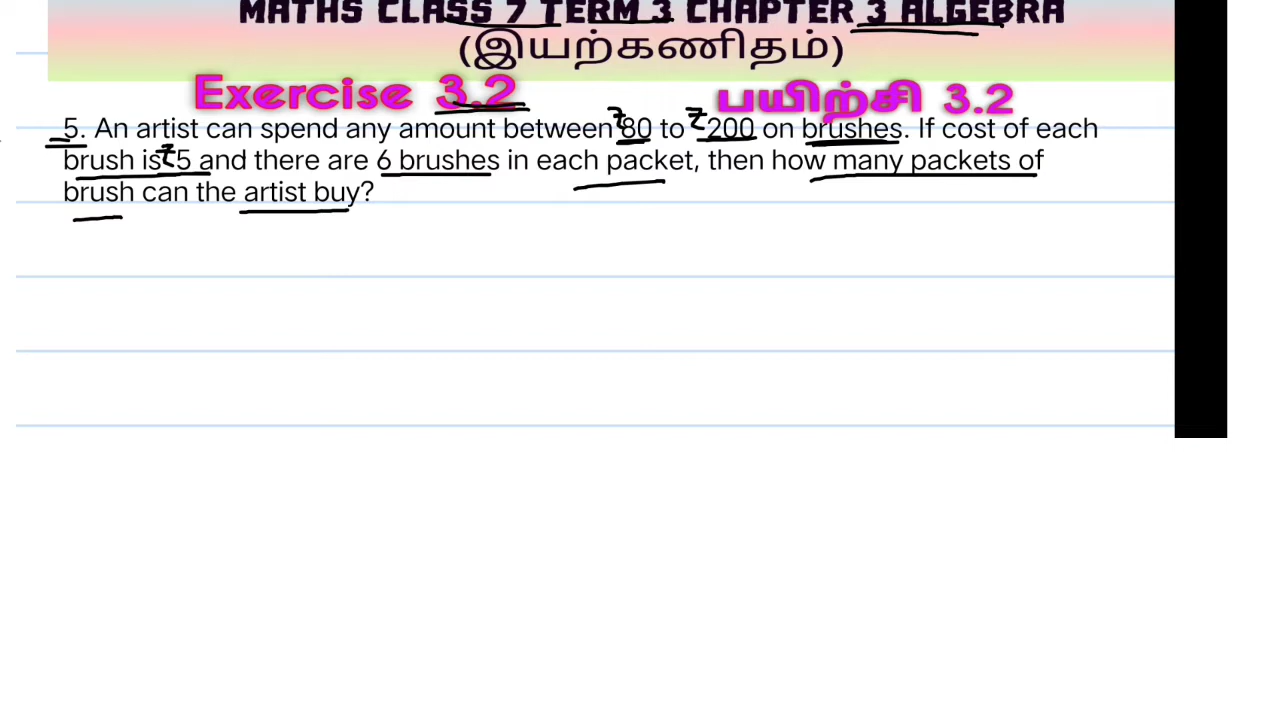 MATHS CLASS 7 TERM 3 CHAPTER 3 ALGEBRA
(இயற்கணிதம்)
Exercise 3.2 பயிற்சி 3.2
5. An artist can spend any amount between ₹80 to ₹200 on brushes. If cost of each
brush is ₹5 and there are 6 brushes in each packet, then how many packets of
brush can the artist buy?